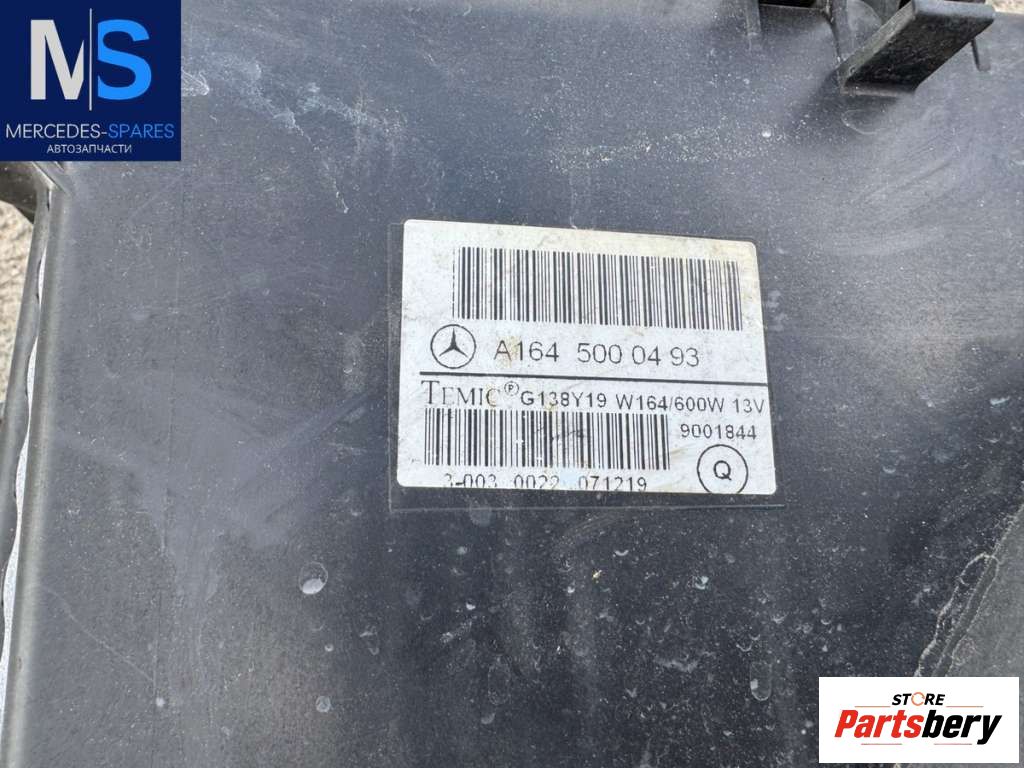 MS
MERCEDES-SPARES
АВТОЗАПЧАСТИ
A164 500 04 93
TEMIC ℗ G138Y19 W164/600W 13V
9001844
Q
3-003 0022 071219
STORE
Partsbery